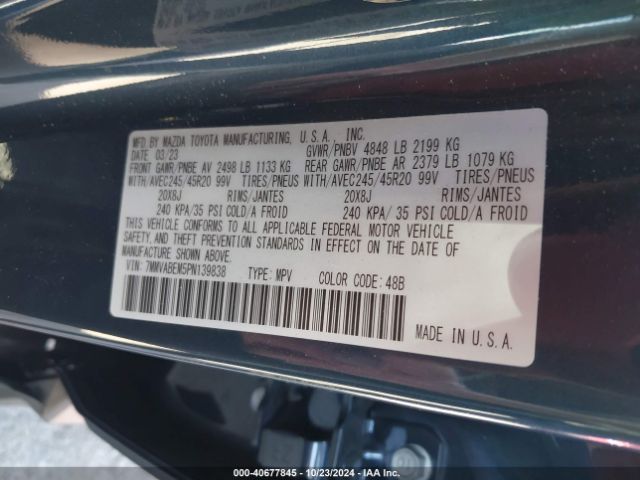 MFD. BY MAZDA TOYOTA MANUFACTURING, U.S.A., INC.
DATE 03/23 GVWR/PNBV 4848 LB 2199 KG
FRONT GAWR/PNBE AV 2498 LB 1133 KG REAR GAWR/PNBE AR 2379 LB 1079 KG
WITH/AVEC245/45R20 99V TIRES/PNEUS WITH/AVEC245/45R20 99V TIRES/PNEUS
20X8J RIMS/JANTES 20X8J RIMS/JANTES
240 KPA/35 PSI COLD/A FROID 240 KPA/ 35 PSI COLD/A FROID
THIS VEHICLE CONFORMS TO ALL APPLICABLE FEDERAL MOTOR VEHICLE
SAFETY, AND THEFT PREVENTION STANDARDS IN EFFECT ON THE DATE OF
MANUFACTURE SHOWN ABOVE.
VIN: 7MMVABEM5PN139838 TYPE: MPV COLOR CODE: 48B
MADE IN U.S.A.
000-40677845 - 10/23/2024 - IAA Inc.